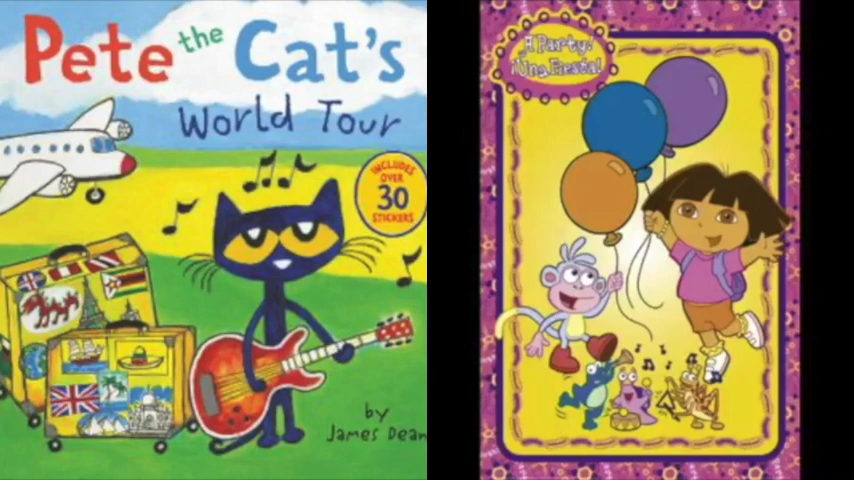 Pete the Cat's
World Tour
INCLUDES
OVER
30
STICKERS
by
James Dean
A Party!
¡Una Fiesta!